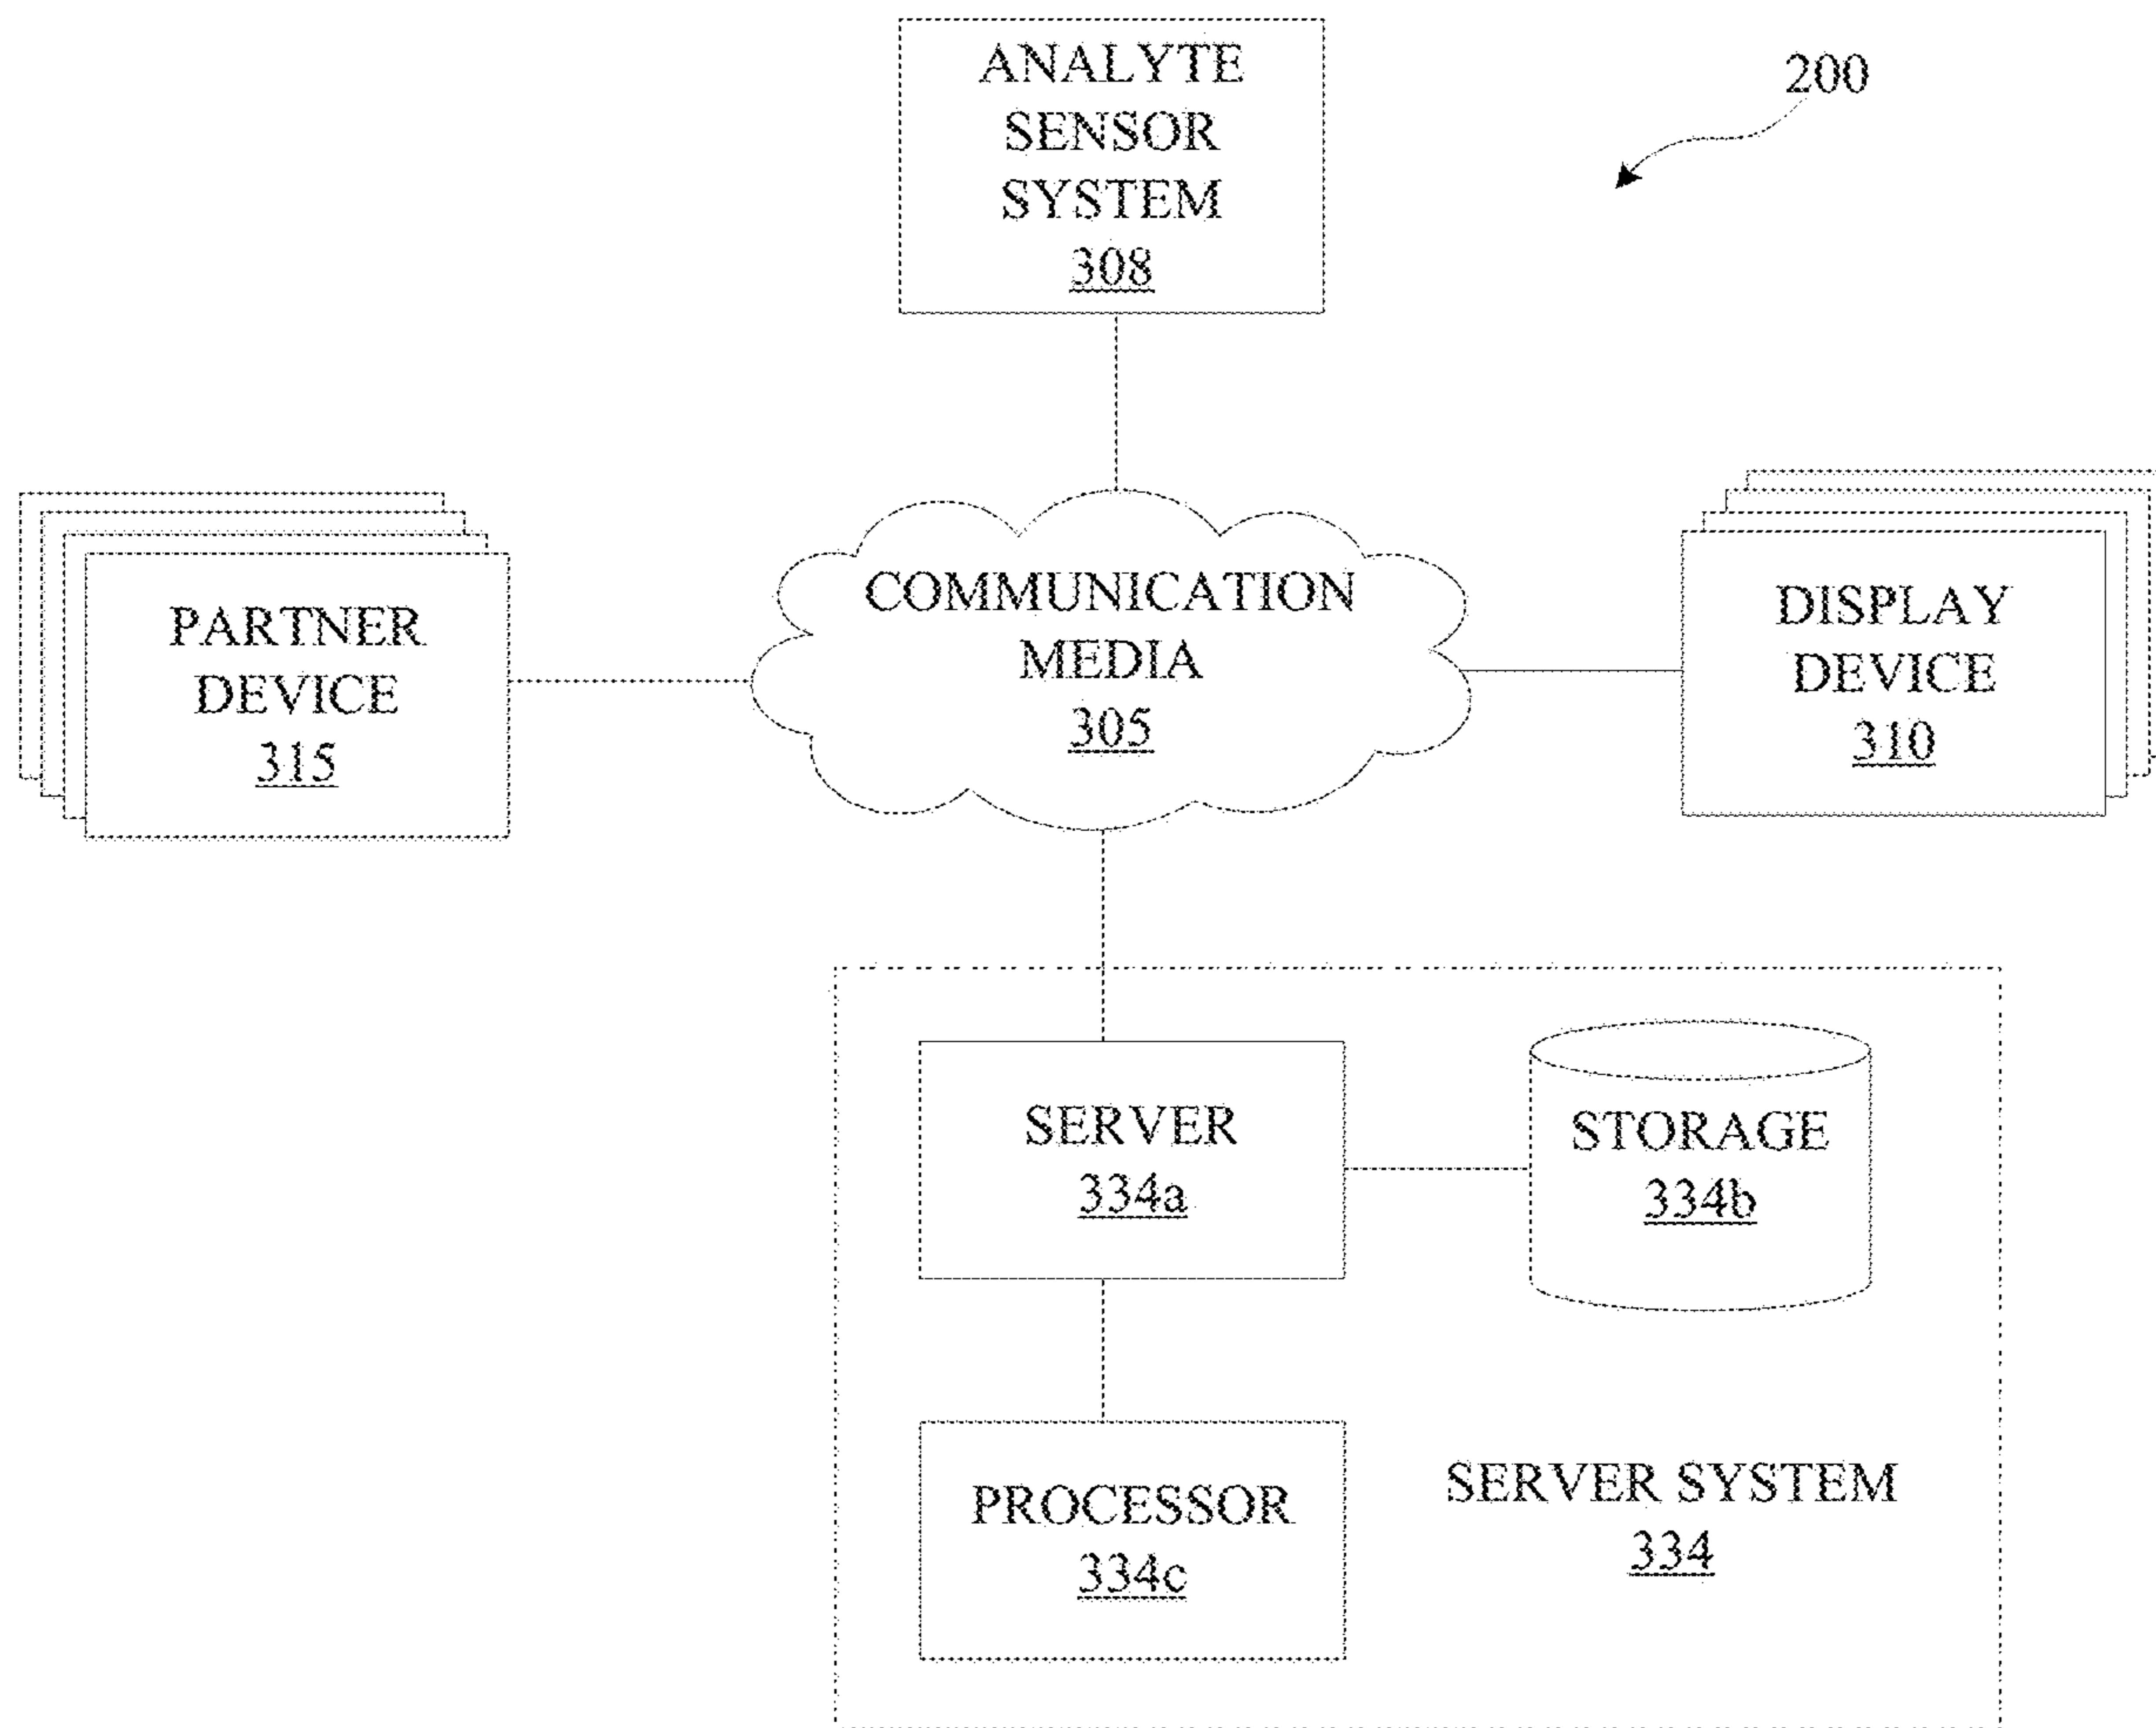 ANALYTE
SENSOR
SYSTEM
308
200
PARTNER
DEVICE
315
COMMUNICATION
MEDIA
305
DISPLAY
DEVICE
310
SERVER
334a
STORAGE
334b
PROCESSOR
334c
SERVER SYSTEM
334